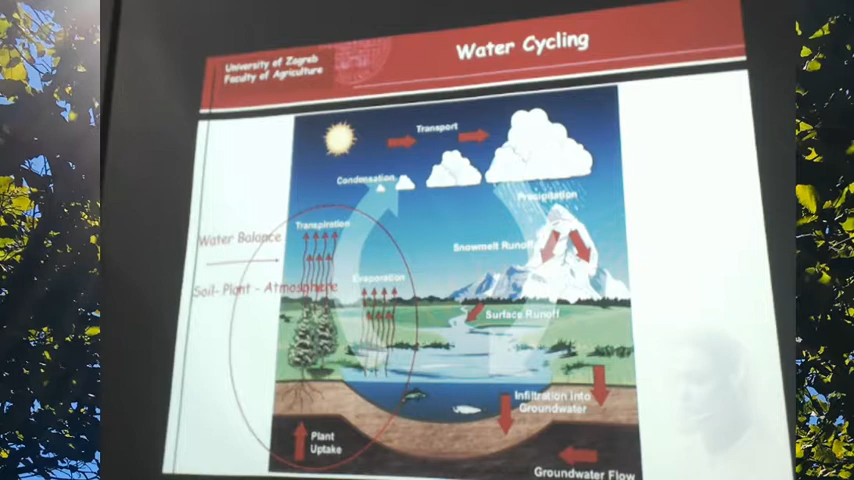 University of Zagreb
Faculty of Agriculture
Water Cycling
Transport
Condensation
Precipitation
Transpiration
Water Balance
Snowmelt Runoff
Evaporation
Soil- Plant - Atmosphere
Surface Runoff
Infiltration into
Groundwater
Plant
Uptake
Groundwater Flow